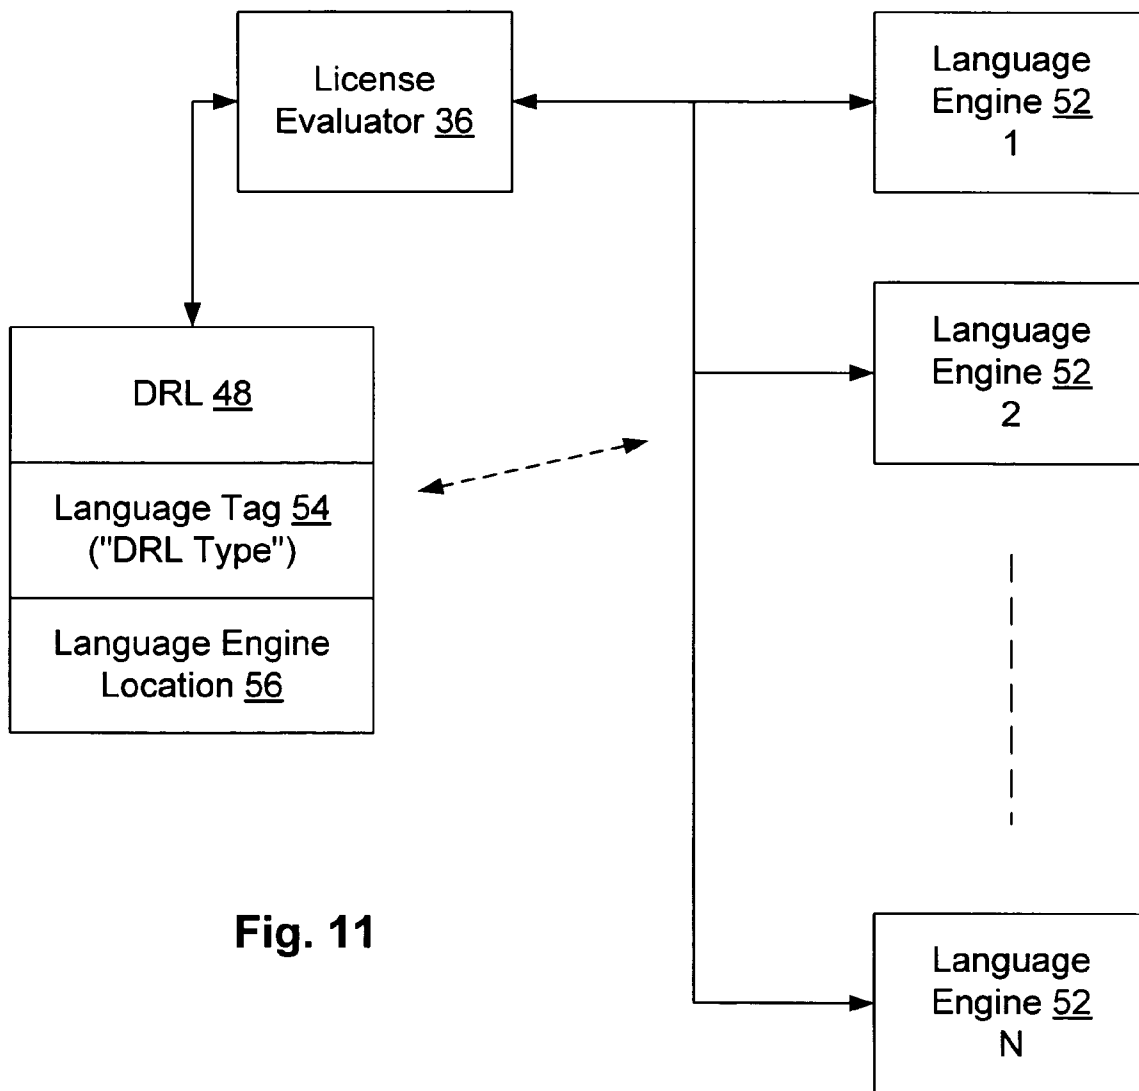 License
Evaluator 36
Language
Engine 52
1
Language
Engine 52
2
DRL 48
Language Tag 54
("DRL Type")
Language Engine
Location 56
Fig. 11
Language
Engine 52
N